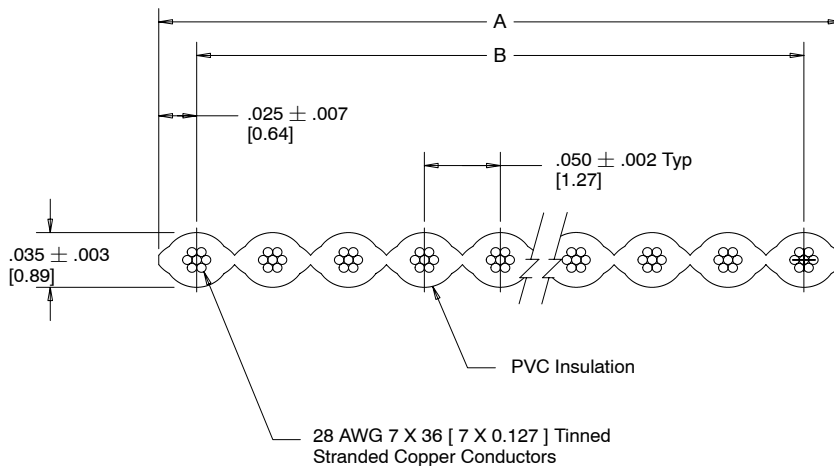 A
B
.025 ± .007
[0.64]
.050 ± .002 Typ
[1.27]
.035 ± .003
[0.89]
PVC Insulation
28 AWG 7 X 36 [ 7 X 0.127 ] Tinned
Stranded Copper Conductors